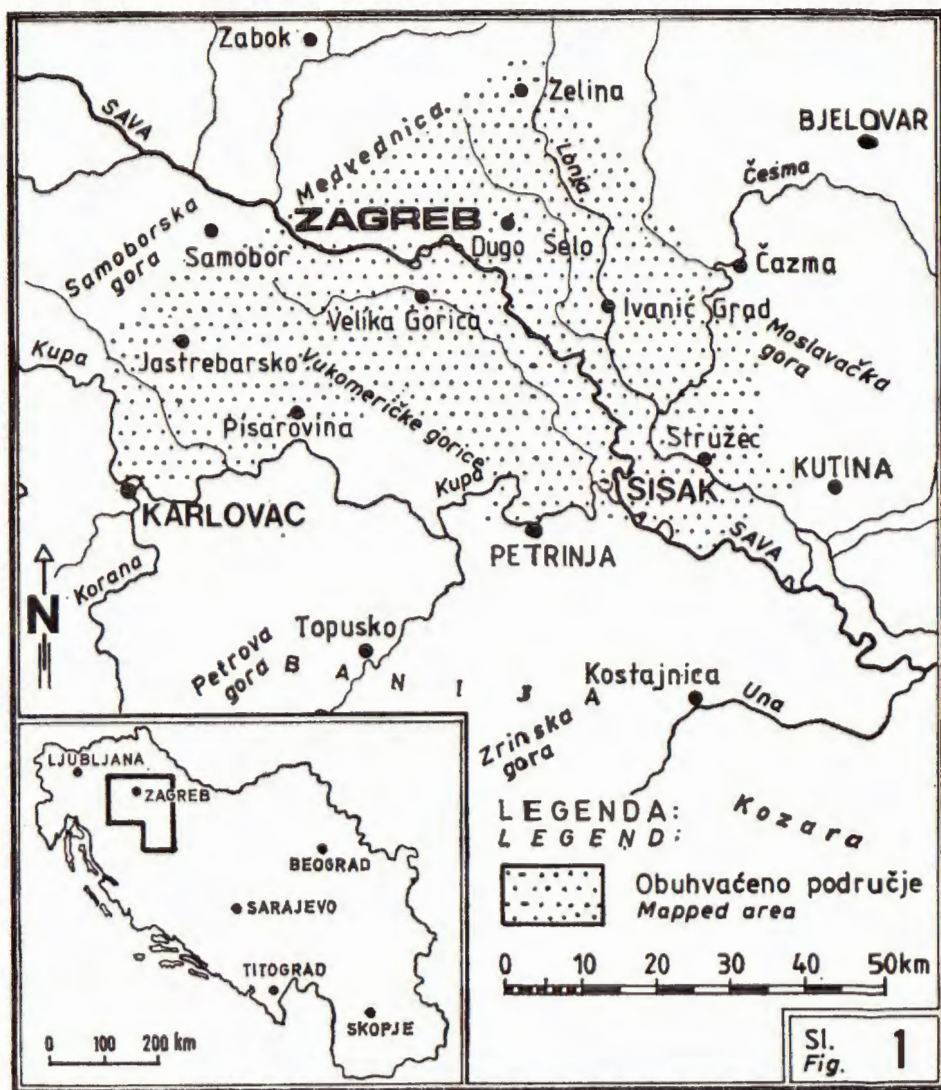 Zabok
SAVA
Zelina
Medvednica
BJELOVAR
Lonja
Česma
ZAGREB
Samoborska
gora
Samobor
Dugo Selo
Čazma
Velika Gorica
Ivanić Grad
Moslavačka
gora
Kupa
Jastrebarsko
Vukomeričke gorice
Pisarovina
Stružec
KUTINA
Kupa
SISAK
KARLOVAC
PETRINJA
SAVA
Korana
N
Topusko
Petrova
gora
B A N I J A
Kostajnica
Una
Zrinska
gora
Kozara
LJUBLJANA
ZAGREB
BEOGRAD
SARAJEVO
TITOGRAD
SKOPJE
0 100 200 km
LEGENDA:
LEGEND:
Obuhvaćeno područje
Mapped area
0 10 20 30 40 50km
Sl.
Fig. 1